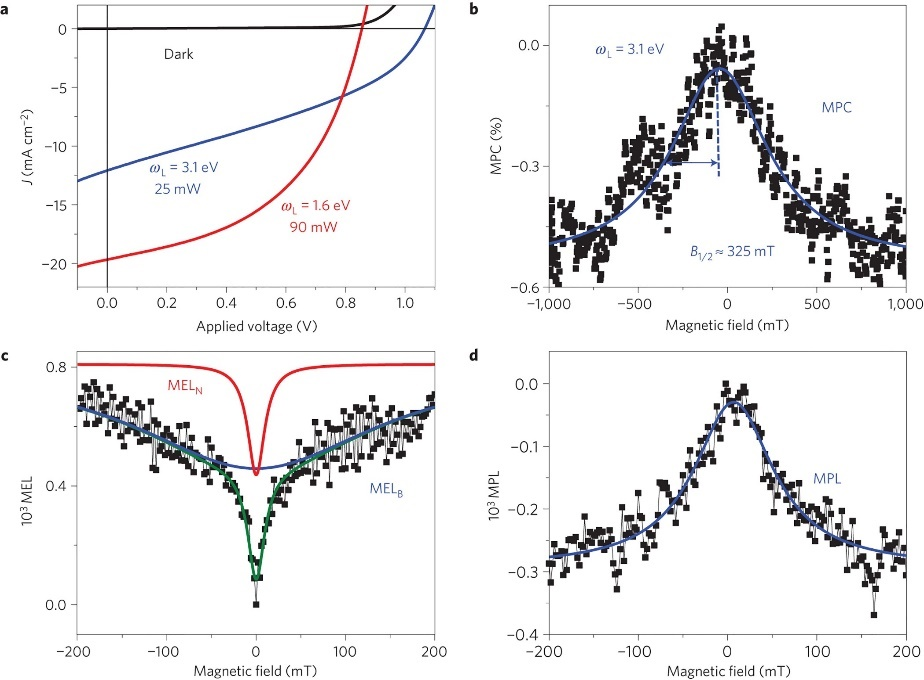 a
0
−5
−10
−15
−20
J (mA cm−2)
Dark
ωL = 3.1 eV
25 mW
ωL = 1.6 eV
90 mW
0.0 0.2 0.4 0.6 0.8 1.0
Applied voltage (V)
b
0.0
−0.3
−0.6
MPC (%)
ωL = 3.1 eV
MPC
B1/2 ≈ 325 mT
−1,000 −500 0 500 1,000
Magnetic field (mT)
c
0.8
0.4
0.0
10³ MEL
MELN
MELB
−200 −100 0 100 200
Magnetic field (mT)
d
0.0
−0.1
−0.2
−0.3
−0.4
10³ MPL
MPL
−200 −100 0 100 200
Magnetic field (mT)